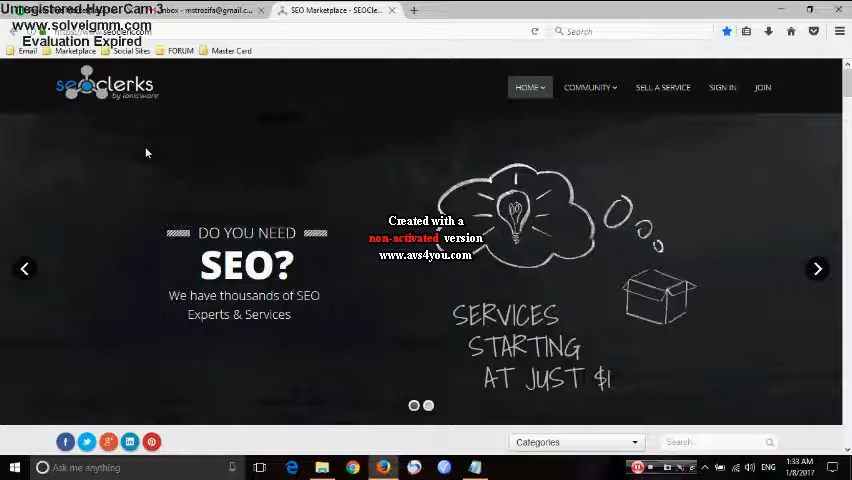 Unregistered HyperCam 3
www.solveigmm.com
Evaluation Expired
Inbox - mstrozifa@gmail.c...
SEO Marketplace - SEOCle...
Email
Marketplace
Social Sites
FORUM
Master Card
seoclerks
by ionicware
HOME
COMMUNITY
SELL A SERVICE
SIGN IN
JOIN
DO YOU NEED
SEO?
We have thousands of SEO
Experts & Services
Created with a
non-activated version
www.avs4you.com
SERVICES
STARTING
AT JUST $1
Categories
Search..
Ask me anything
ENG
1:33 AM
1/8/2017